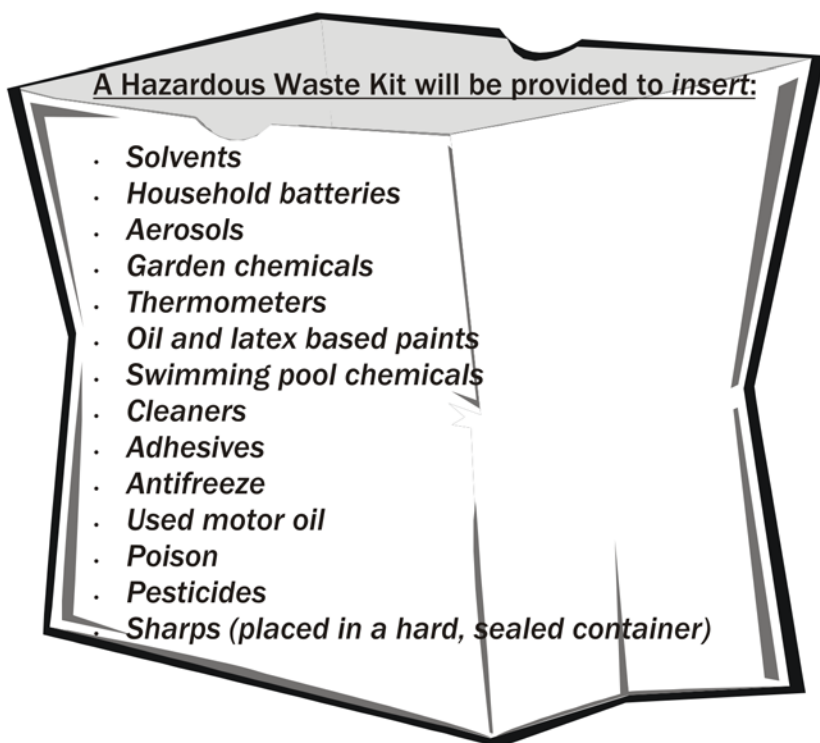 A Hazardous Waste Kit will be provided to insert:
· Solvents
· Household batteries
· Aerosols
· Garden chemicals
· Thermometers
· Oil and latex based paints
· Swimming pool chemicals
· Cleaners
· Adhesives
· Antifreeze
· Used motor oil
· Poison
· Pesticides
· Sharps (placed in a hard, sealed container)